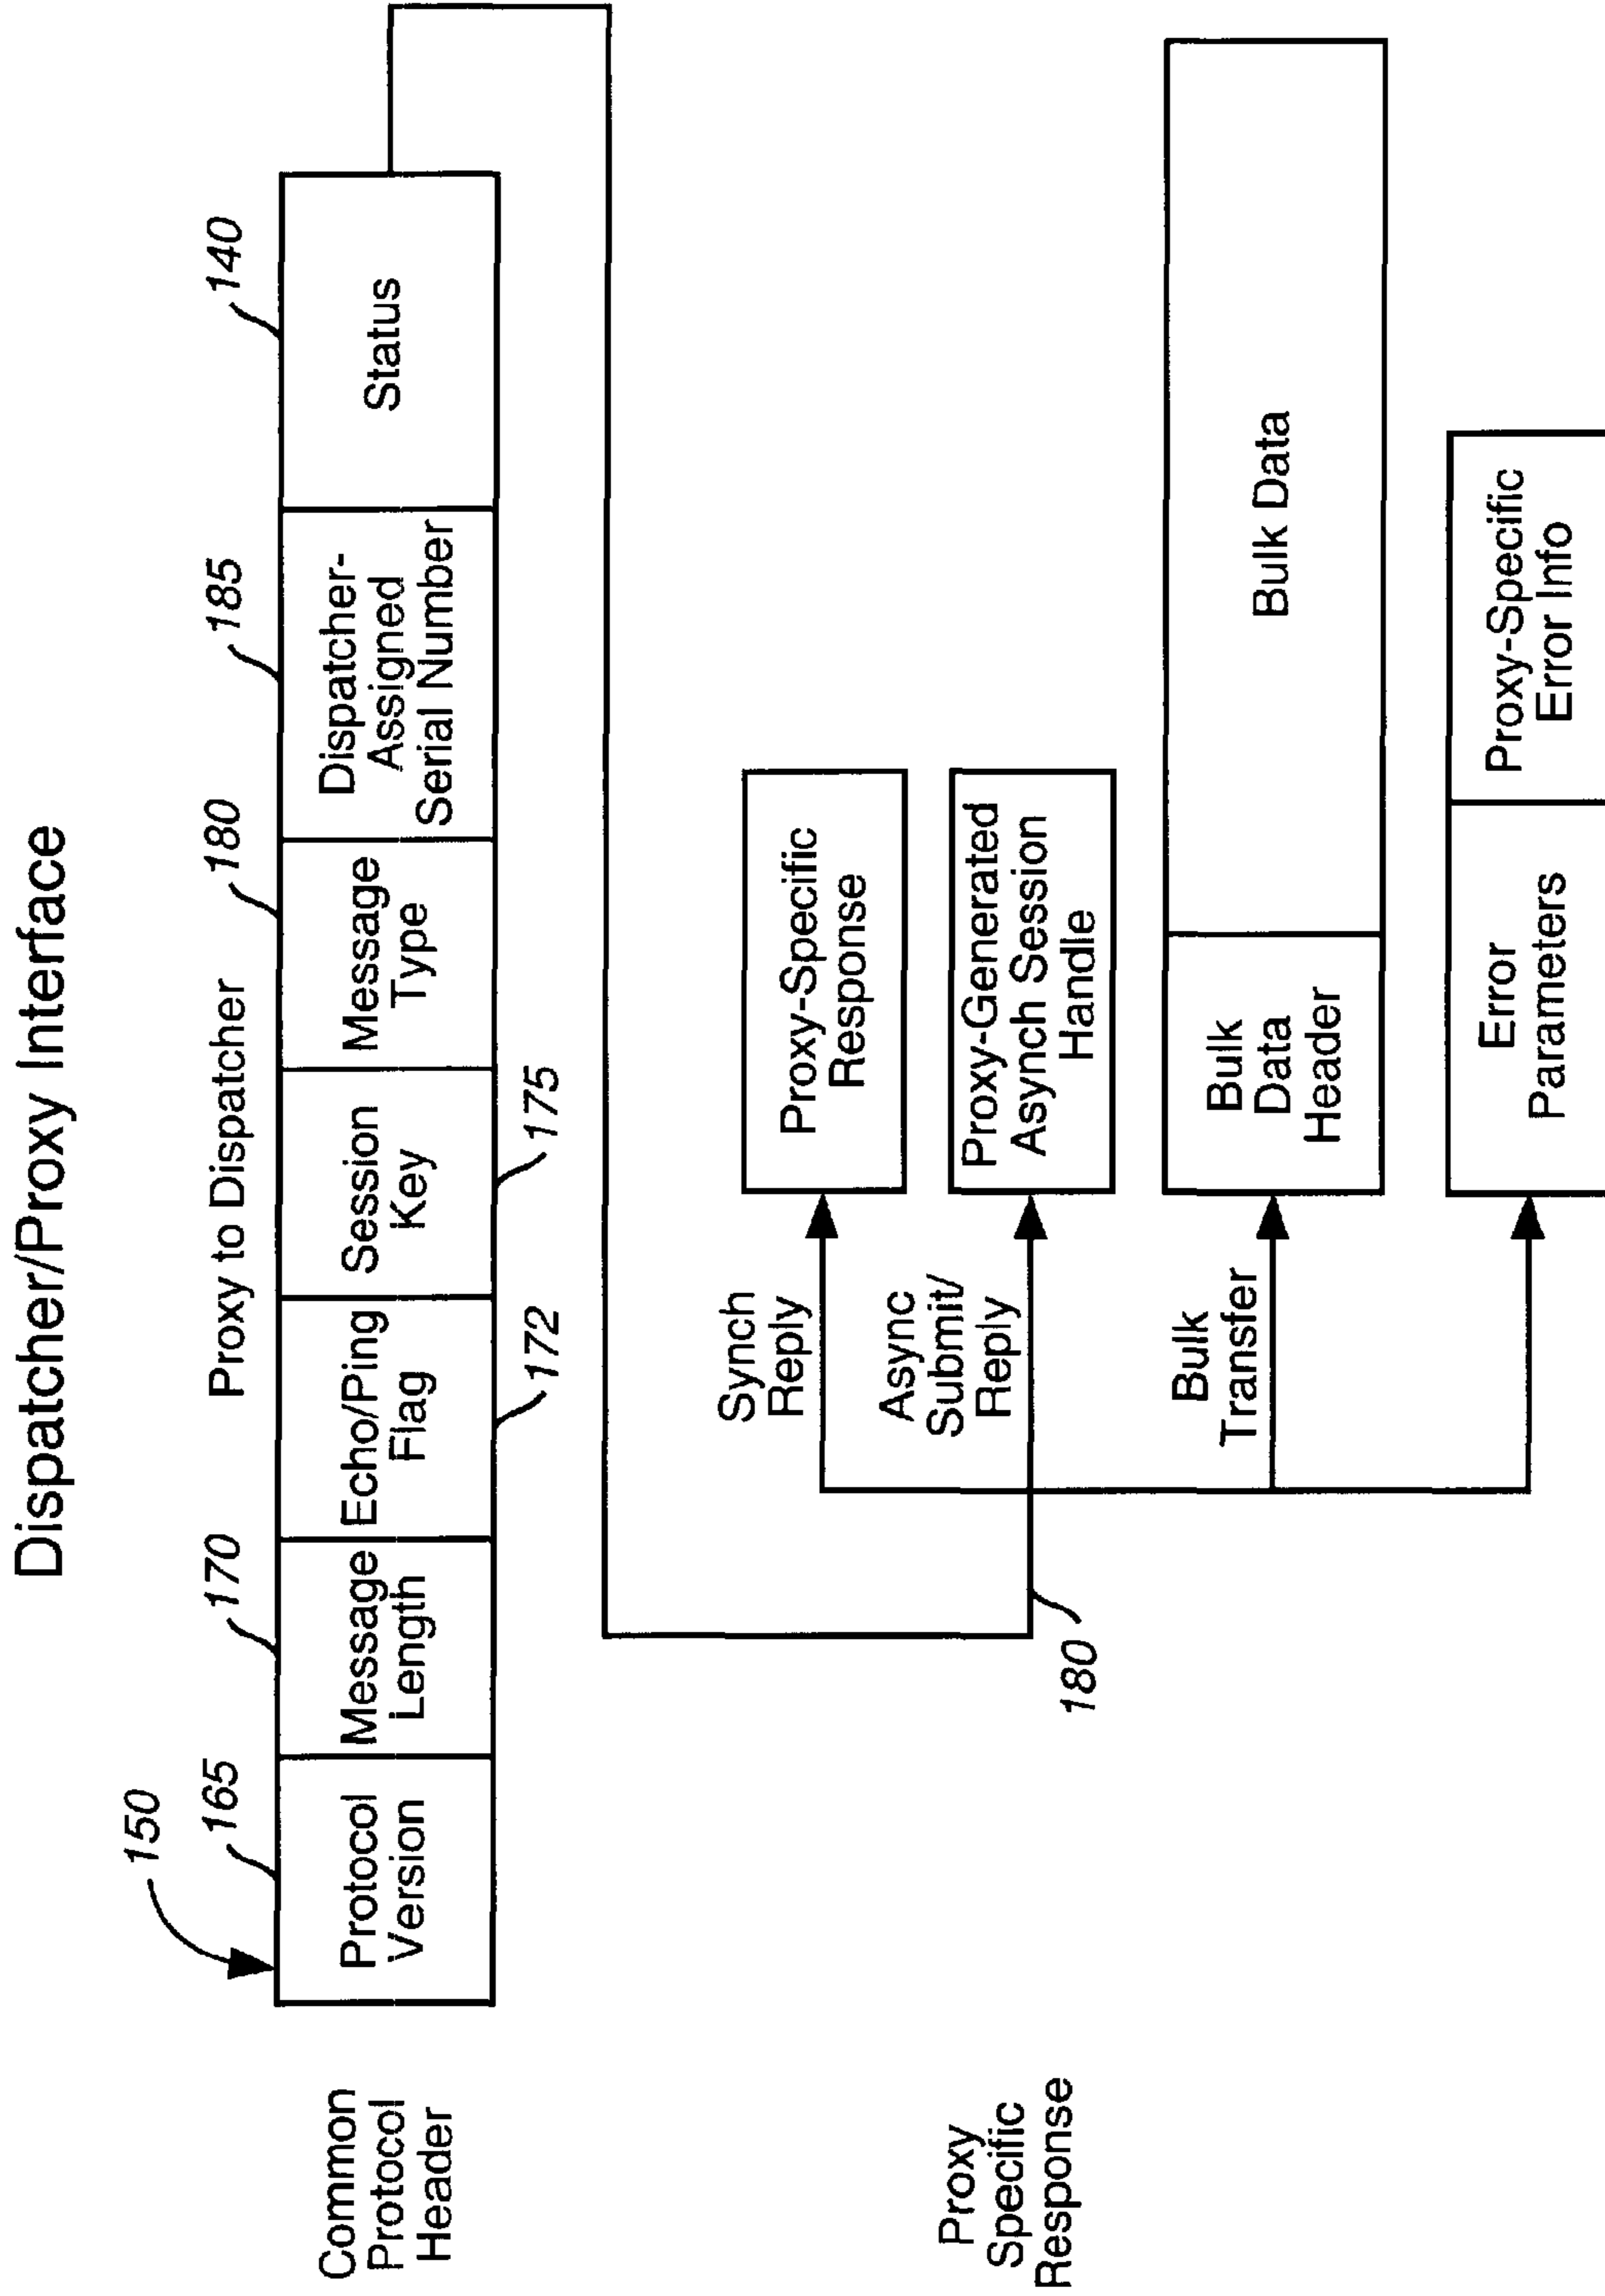 Dispatcher/Proxy Interface
Proxy to Dispatcher
150
165
170
180
185
140
Common
Protocol
Header
Protocol
Version
Message
Length
Echo/Ping
Flag
Session
Key
Message
Type
Dispatcher-
Assigned
Serial Number
Status
172
175
Proxy
Specific
Response
Synch
Reply
Proxy-Specific
Response
Async
Submit/
Reply
Proxy-Generated
Asynch Session
Handle
180
Bulk
Transfer
Bulk
Data
Header
Bulk Data
Error
Parameters
Proxy-Specific
Error Info